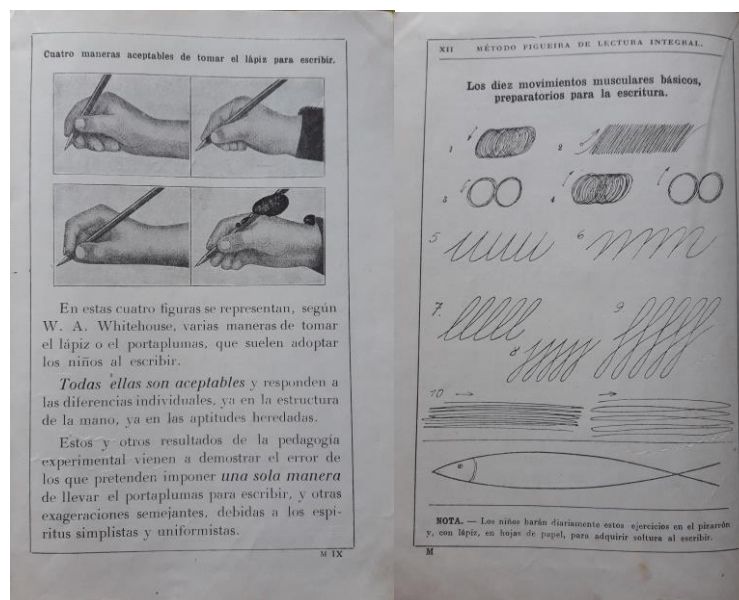 Cuatro maneras aceptables de tomar el lápiz para escribir.
En estas cuatro figuras se representan, según
W. A. Whitehouse, varias maneras de tomar
el lápiz o el portaplumas, que suelen adoptar
los niños al escribir.
Todas ellas son aceptables y responden a
las diferencias individuales, ya en la estructura
de la mano, ya en las aptitudes heredadas.
Estos y otros resultados de la pedagogía
experimental vienen a demostrar el error de
los que pretenden imponer una sola manera
de llevar el portaplumas para escribir, y otras
exageraciones semejantes, debidas a los espí-
ritus simplistas y uniformistas.
M IX
XII MÉTODO FIGUEIRA DE LECTURA INTEGRAL.
Los diez movimientos musculares básicos,
preparatorios para la escritura.
1 2
3 4
5 6
7. 9
8
10
NOTA. — Los niños harán diariamente estos ejercicios en el pizarrón
y, con lápiz, en hojas de papel, para adquirir soltura al escribir.
M